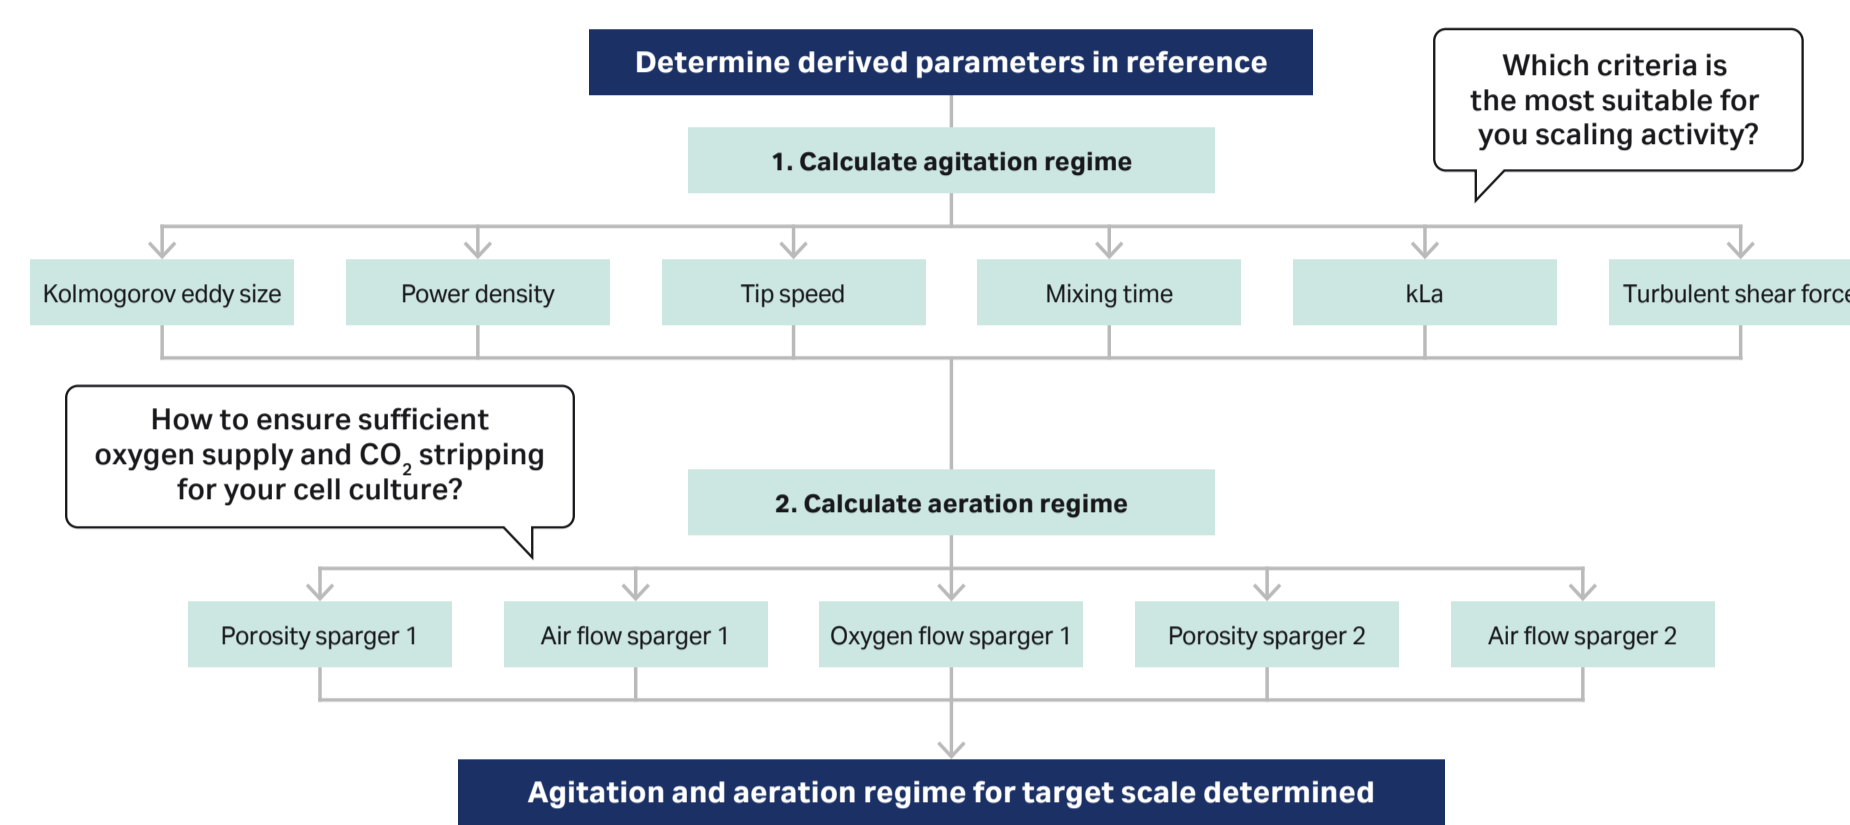 Determine derived parameters in reference
Which criteria is
the most suitable for
you scaling activity?
1. Calculate agitation regime
Kolmogorov eddy size
Power density
Tip speed
Mixing time
kLa
Turbulent shear force
How to ensure sufficient
oxygen supply and CO₂ stripping
for your cell culture?
2. Calculate aeration regime
Porosity sparger 1
Air flow sparger 1
Oxygen flow sparger 1
Porosity sparger 2
Air flow sparger 2
Agitation and aeration regime for target scale determined